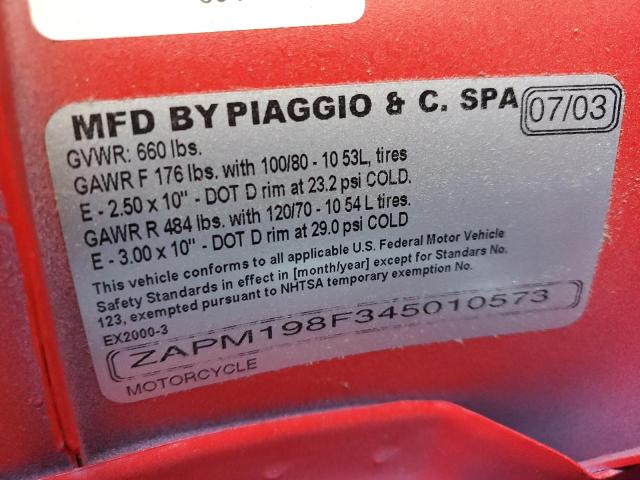 MFD BY PIAGGIO & C. SPA 07/03
GVWR: 660 lbs.
GAWR F 176 lbs. with 100/80 - 10 53L, tires
E - 2.50 x 10" - DOT D rim at 23.2 psi COLD.
GAWR R 484 lbs. with 120/70 - 10 54 L tires.
E - 3.00 x 10" - DOT D rim at 29.0 psi COLD
This vehicle conforms to all applicable U.S. Federal Motor Vehicle
Safety Standards in effect in [month/year] except for Standars No.
123, exempted pursuant to NHTSA temporary exemption No.
EX2000-3
ZAPM198F345010573
MOTORCYCLE